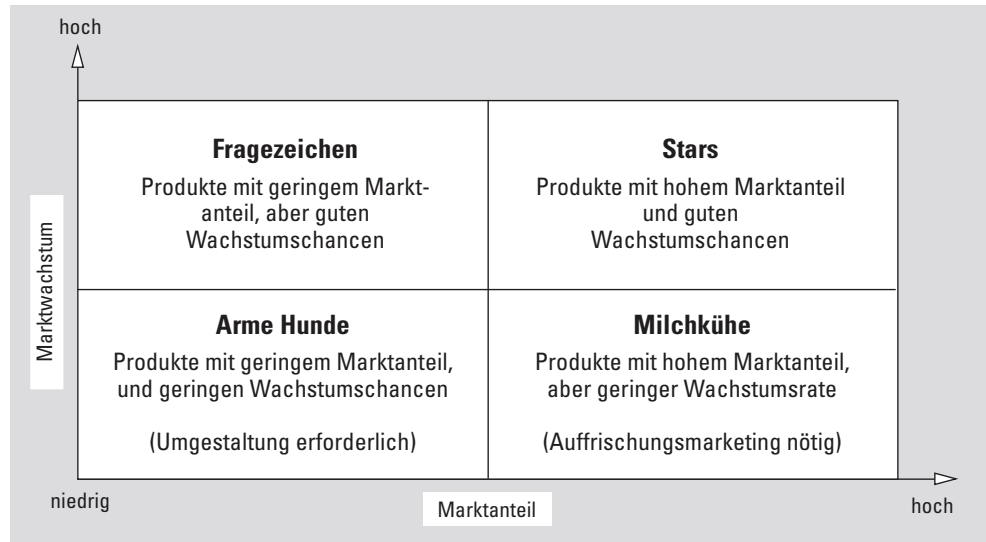 hoch
Fragezeichen
Produkte mit geringem Markt-
anteil, aber guten
Wachstumschancen
Stars
Produkte mit hohem Marktanteil
und guten
Wachstumschancen
Marktwachstum
Arme Hunde
Produkte mit geringem Marktanteil,
und geringen Wachstumschancen
(Umgestaltung erforderlich)
Milchkühe
Produkte mit hohem Marktanteil,
aber geringer Wachstumsrate
(Auffrischungsmarketing nötig)
niedrig
Marktanteil
hoch